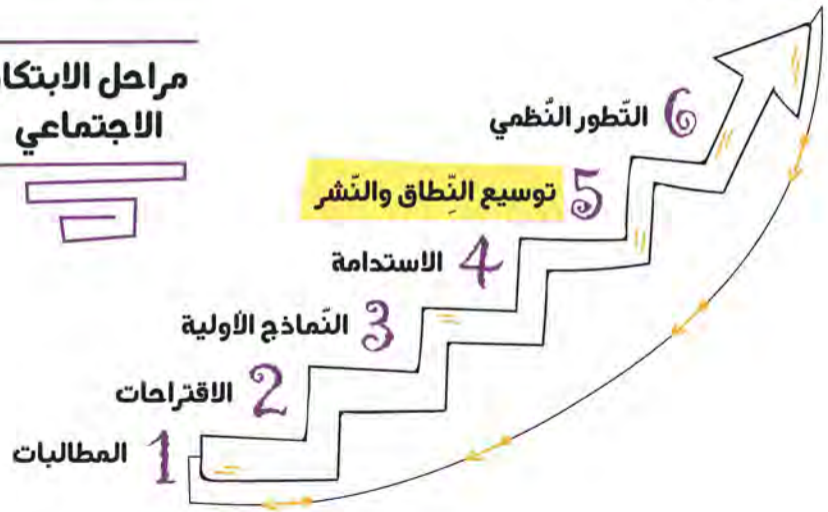 مراحل الابتكا
الاجتماعي
6 التّطور النُّظمي
5 توسيع النِّطاق والنّشر
4 الاستدامة
3 النّماذج الأولية
2 الاقتراحات
1 المطالبات